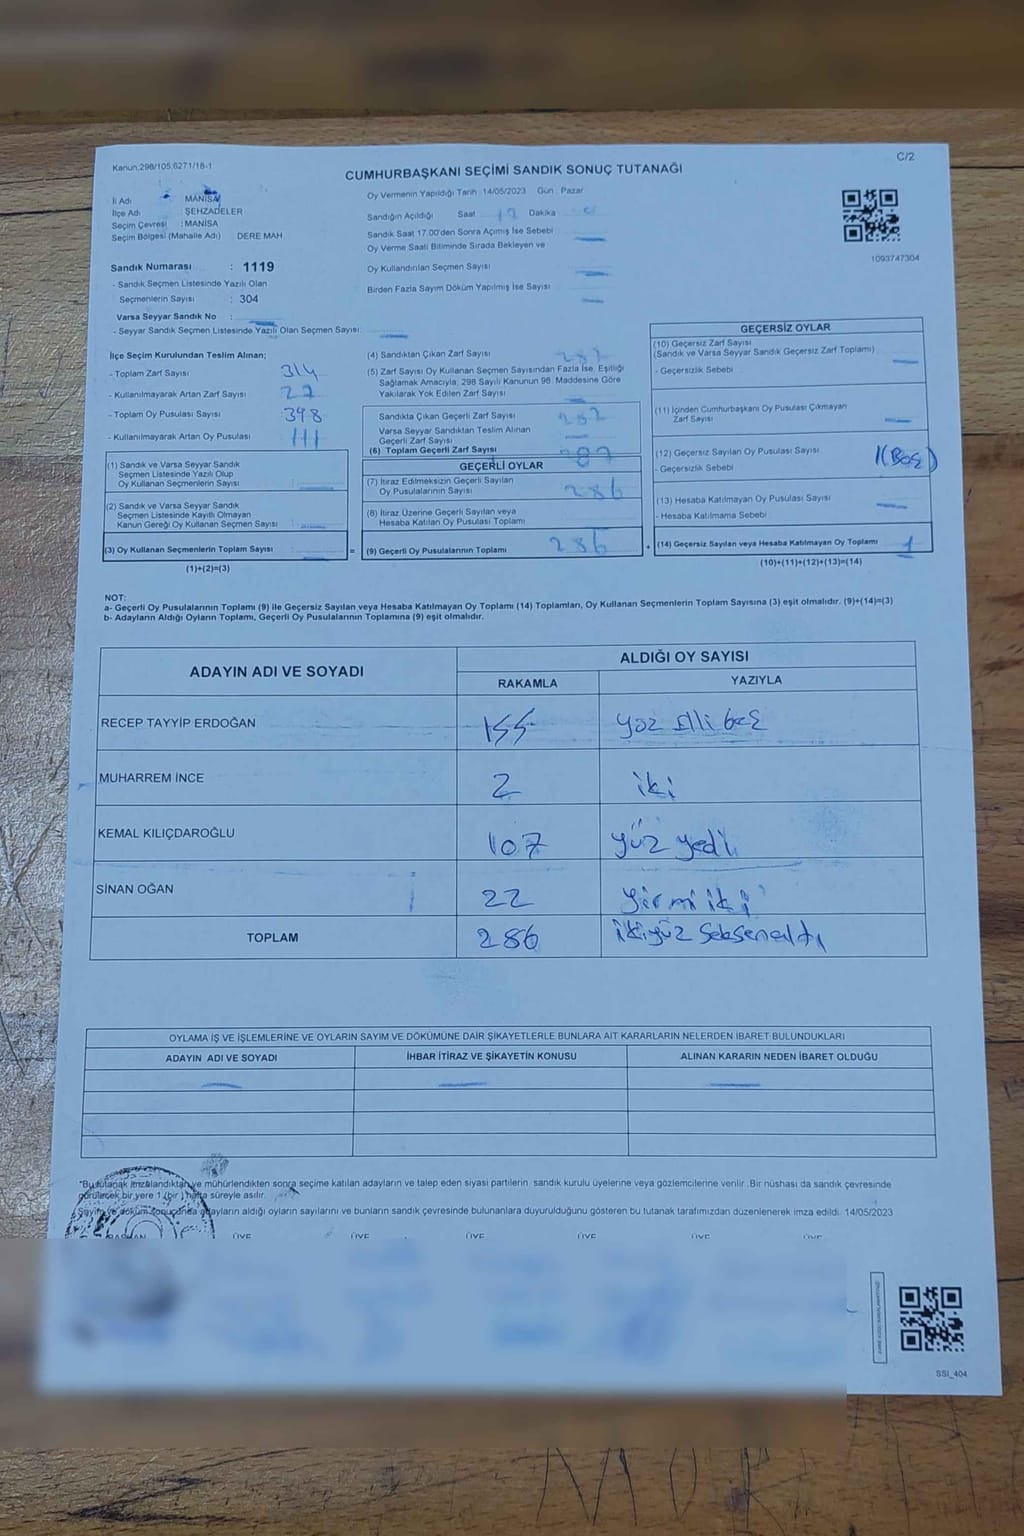 Kanun.298/105,6271/18-1
C/2
CUMHURBAŞKANI SEÇİMİ SANDIK SONUÇ TUTANAĞI
İl Adı MANİSA
İlçe Adı ŞEHZADELER
Seçim Çevresi : MANİSA
Seçim Bölgesi (Mahalle Adı) DERE MAH
Oy Vermenin Yapıldığı Tarih 14/05/2023 Gün : Pazar
Sandığın Açıldığı Saat Dakika
Sandık Saat 17.00'den Sonra Açımış İse Sebebi
Oy Verme Saati Bitiminde Sırada Bekleyen ve
Oy Kullandırılan Seçmen Sayısı
Birden Fazla Sayım Döküm Yapılmış İse Sayısı
1093747304
Sandık Numarası : 1119
- Sandık Seçmen Listesinde Yazılı Olan
Seçmenlerin Sayısı : 304
Varsa Seyyar Sandık No :
- Seyyar Sandık Seçmen Listesinde Yazılı Olan Seçmen Sayısı:
İlçe Seçim Kurulundan Teslim Alınan;
- Toplam Zarf Sayısı 314
- Kullanılmayarak Artan Zarf Sayısı 27
- Toplam Oy Pusulası Sayısı 398
- Kullanılmayarak Artan Oy Pusulası 111
(1) Sandık ve Varsa Seyyar Sandık
Seçmen Listesinde Yazılı Olup
Oy Kullanan Seçmenlerin Sayısı
(2) Sandık ve Varsa Seyyar Sandık
Seçmen Listesinde Kayıtlı Olmayan
Kanun Gereği Oy Kullanan Seçmen Sayısı
(3) Oy Kullanan Seçmenlerin Toplam Sayısı =
(1)+(2)=(3)
(4) Sandıktan Çıkan Zarf Sayısı 287
(5) Zarf Sayısı Oy Kullanan Seçmen Sayısından Fazla İse, Eşitliği
Sağlamak Amacıyla; 298 Sayılı Kanunun 98. Maddesine Göre
Yakılarak Yok Edilen Zarf Sayısı
Sandıkta Çıkan Geçerli Zarf Sayısı 287
Varsa Seyyar Sandıktan Teslim Alınan
Geçerli Zarf Sayısı
(6) Toplam Geçerli Zarf Sayısı 287
GEÇERLİ OYLAR
(7) İtiraz Edilmeksizin Geçerli Sayılan
Oy Pusulalarının Sayısı 286
(8) İtiraz Üzerine Geçerli Sayılan veya
Hesaba Katılan Oy Pusulası Toplamı
(9) Geçerli Oy Pusulalarının Toplamı 286 +
GEÇERSİZ OYLAR
(10) Geçersiz Zarf Sayısı
(Sandık ve Varsa Seyyar Sandık Geçersiz Zarf Toplamı)
- Geçersizlik Sebebi
(11) İçinden Cumhurbaşkanı Oy Pusulası Çıkmayan
Zarf Sayısı
(12) Geçersiz Sayılan Oy Pusulası Sayısı 1(Boş)
- Geçersizlik Sebebi
(13) Hesaba Katılmayan Oy Pusulası Sayısı
- Hesaba Katılmama Sebebi
(14) Geçersiz Sayılan veya Hesaba Katılmayan Oy Toplamı 1
(10)+(11)+(12)+(13)=(14)
NOT:
a- Geçerli Oy Pusulalarının Toplamı (9) ile Geçersiz Sayılan veya Hesaba Katılmayan Oy Toplamı (14) Toplamları, Oy Kullanan Seçmenlerin Toplam Sayısına (3) eşit olmalıdır. (9)+(14)=(3)
b- Adayların Aldığı Oyların Toplamı, Geçerli Oy Pusulalarının Toplamına (9) eşit olmalıdır.
ADAYIN ADI VE SOYADI ALDIĞI OY SAYISI
RAKAMLA YAZIYLA
RECEP TAYYİP ERDOĞAN 155 yüz elli beş
MUHARREM İNCE 2 iki
KEMAL KILIÇDAROĞLU 107 yüz yedi
SİNAN OĞAN 22 yirmi iki
TOPLAM 286 ikiyüz seksenaltı
OYLAMA İŞ VE İŞLEMLERİNE VE OYLARIN SAYIM VE DÖKÜMÜNE DAİR ŞİKAYETLERLE BUNLARA AİT KARARLARIN NELERDEN İBARET BULUNDUKLARI
ADAYIN ADI VE SOYADI İHBAR İTİRAZ VE ŞİKAYETİN KONUSU ALINAN KARARIN NEDEN İBARET OLDUĞU
"Bu tutanak imzalandıktan ve mühürlendikten sonra seçime katılan adayların ve talep eden siyasi partilerin sandık kurulu üyelerine veya gözlemcilerine verilir. Bir nüshası da sandık çevresinde
görülecek bir yere 1 (bir) hafta süreyle asılır.
Sayım ve döküm sonucunda adayların aldığı oyların sayılarını ve bunların sandık çevresinde bulunanlara duyurulduğunu gösteren bu tutanak tarafımızdan düzenlenerek imza edildi. 14/05/2023
BAŞKAN ÜYE ÜYE ÜYE ÜYE ÜYE ÜYE
SSI_404